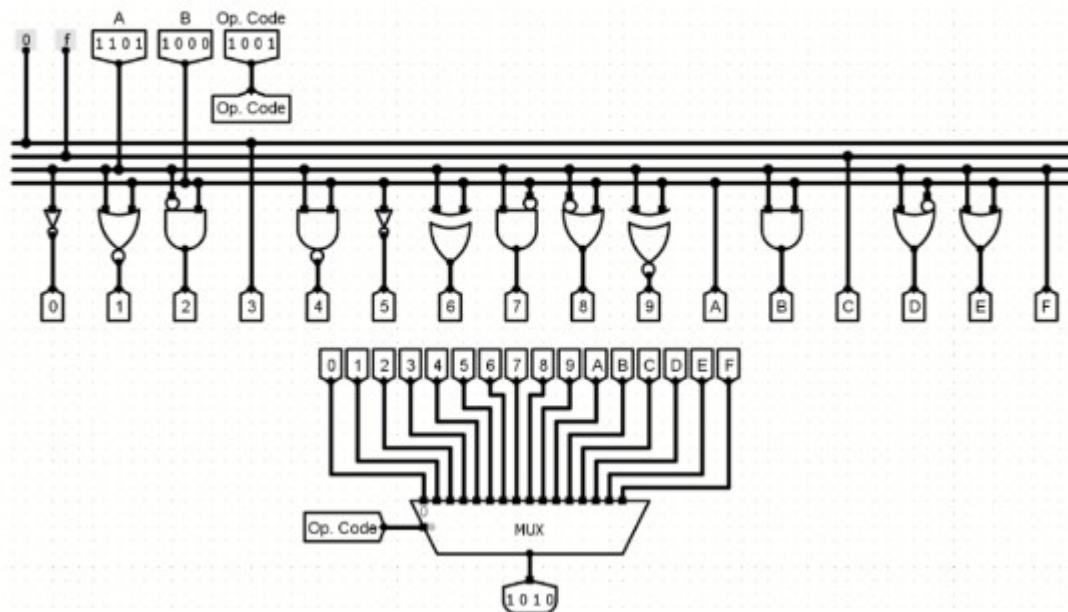 A B Op. Code
0 f 1 1 0 1 1 0 0 0 1 0 0 1
Op. Code
0 1 2 3 4 5 6 7 8 9 A B C D E F
0 1 2 3 4 5 6 7 8 9 A B C D E F
0
Op. Code MUX
1 0 1 0